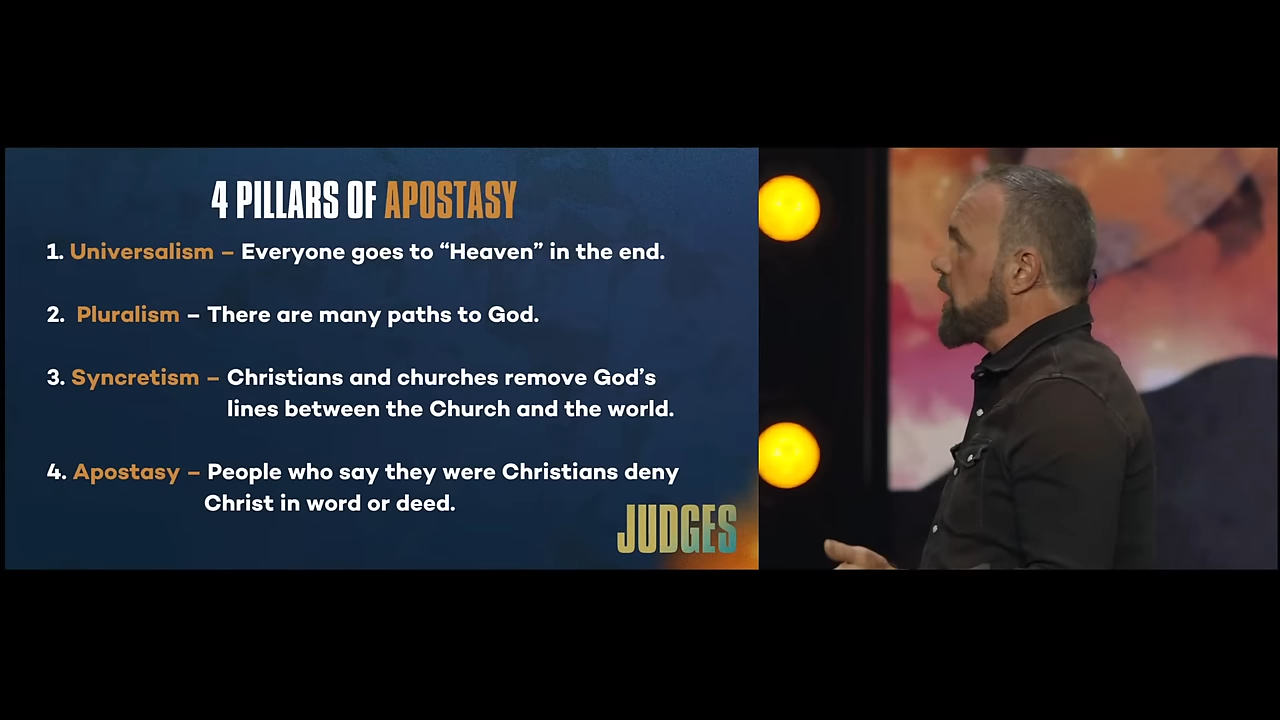 4 PILLARS OF APOSTASY
1. Universalism – Everyone goes to “Heaven” in the end.
2. Pluralism – There are many paths to God.
3. Syncretism – Christians and churches remove God’s
lines between the Church and the world.
4. Apostasy – People who say they were Christians deny
Christ in word or deed.
JUDGES